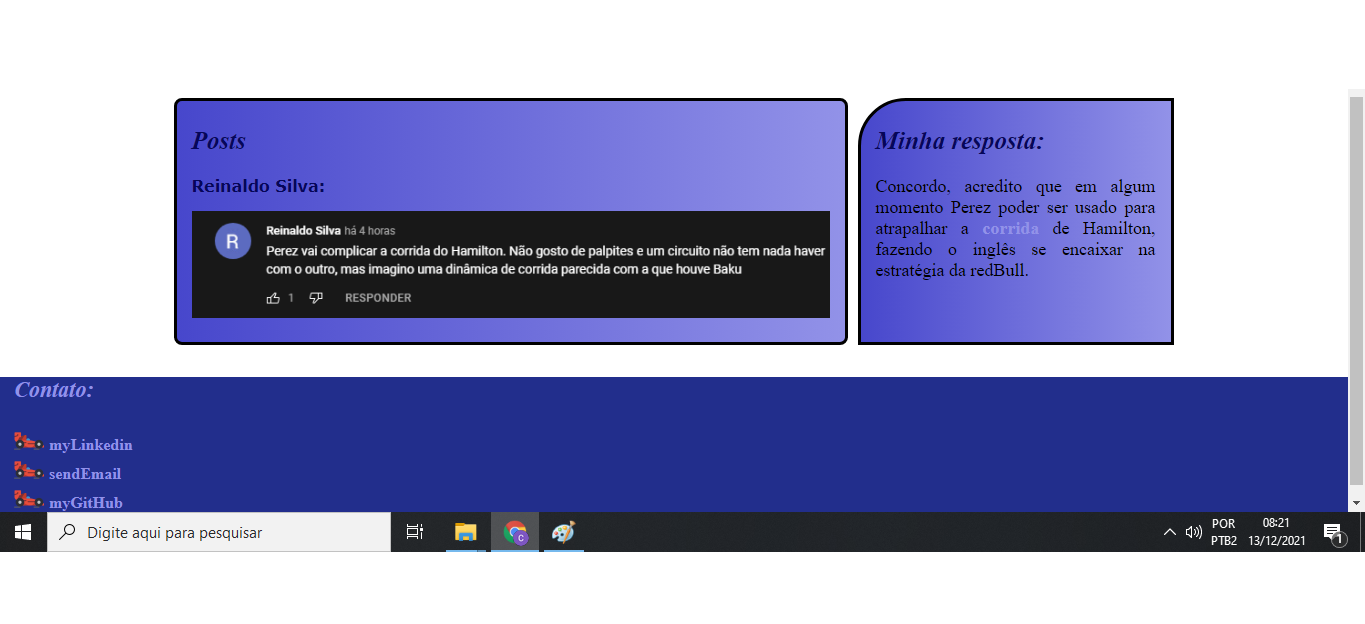 Posts
Reinaldo Silva:
R
Reinaldo Silva há 4 horas
Perez vai complicar a corrida do Hamilton. Não gosto de palpites e um circuito não tem nada haver
com o outro, mas imagino uma dinâmica de corrida parecida com a que houve Baku
1 RESPONDER
Minha resposta:
Concordo, acredito que em algum
momento Perez poder ser usado para
atrapalhar a corrida de Hamilton,
fazendo o inglês se encaixar na
estratégia da redBull.
Contato:
myLinkedin
sendEmail
myGitHub
Digite aqui para pesquisar
C
POR
PTB2
08:21
13/12/2021
1